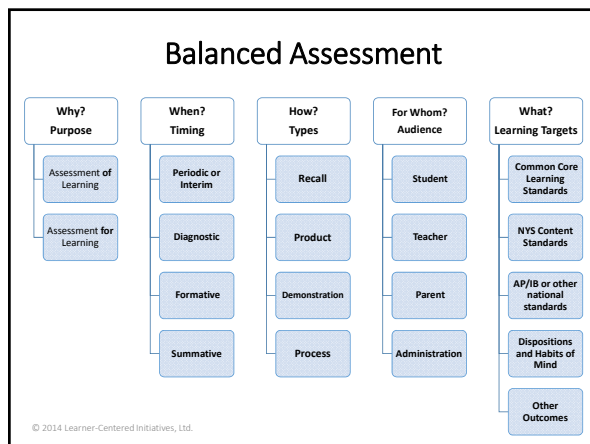 Balanced Assessment
Why?
Purpose
Assessment of
Learning
Assessment for
Learning
When?
Timing
Periodic or
Interim
Diagnostic
Formative
Summative
How?
Types
Recall
Product
Demonstration
Process
For Whom?
Audience
Student
Teacher
Parent
Administration
What?
Learning Targets
Common Core
Learning
Standards
NYS Content
Standards
AP/IB or other
national
standards
Dispositions
and Habits of
Mind
Other
Outcomes
© 2014 Learner-Centered Initiatives, Ltd.